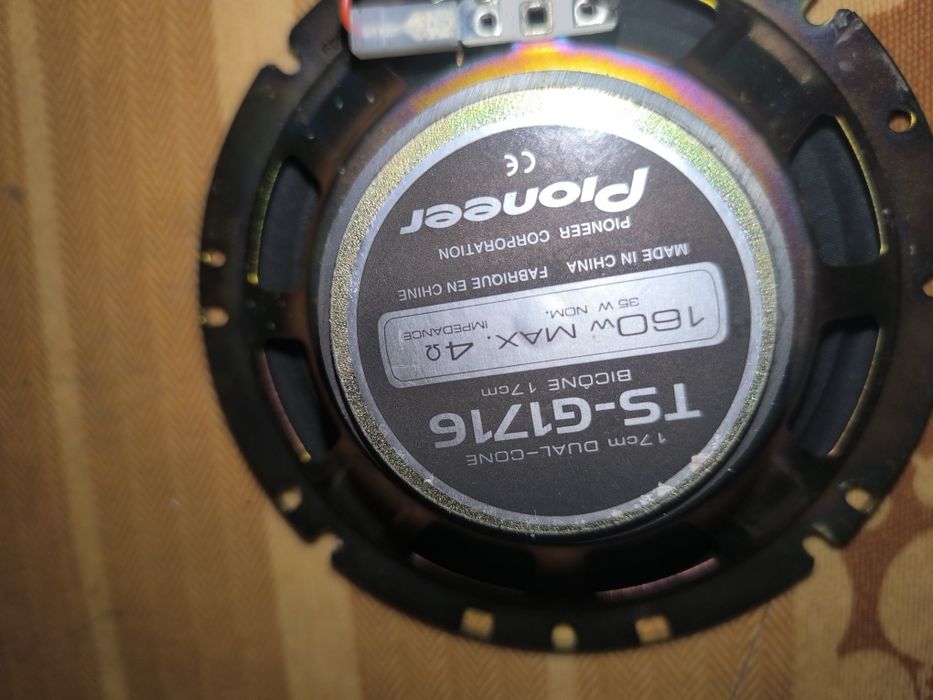 17cm DUAL-CONE
TS-G1716
BICÔNE 17cm
160W MAX. 4Ω
35W NOM. IMPEDANCE
MADE IN CHINA FABRIQUE EN CHINE
PIONEER CORPORATION
Pioneer
CE